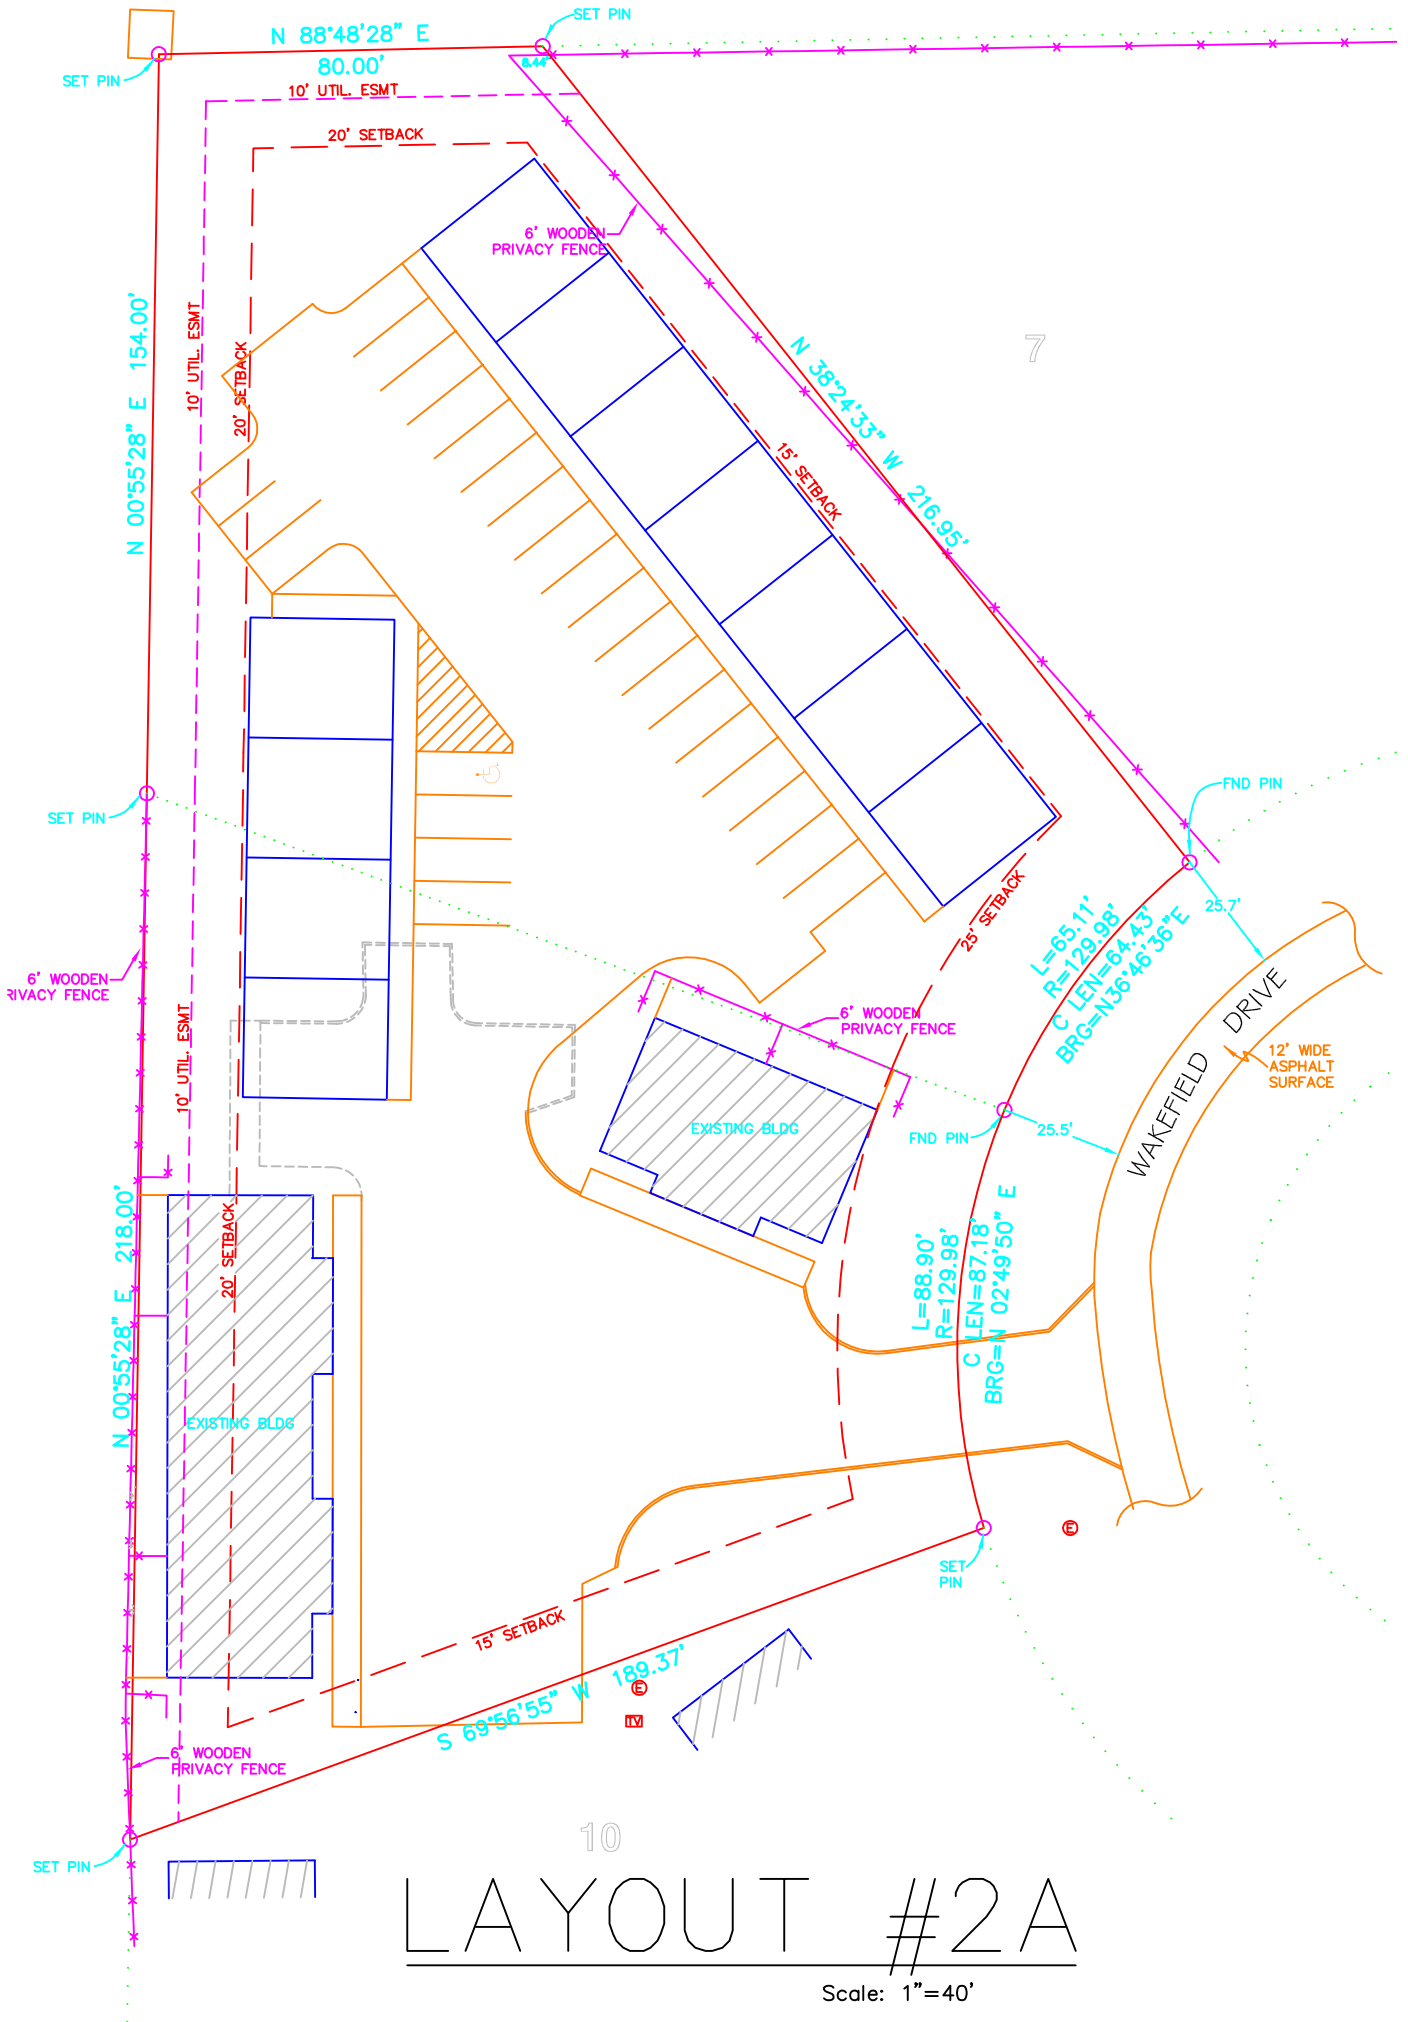 SET PIN
N 88°48'28" E
80.00'
SET PIN
8.44'
10' UTIL. ESMT
20' SETBACK
6' WOODEN
PRIVACY FENCE
N 00°55'28" E 154.00'
10' UTIL. ESMT
20' SETBACK
7
N 38°24'33" W 216.95'
15' SETBACK
SET PIN
FND PIN
25' SETBACK
25.7'
L=65.11'
R=129.98'
C LEN=64.43'
BRG=N36°46'36"E
6' WOODEN
RIVACY FENCE
10' UTIL. ESMT
6' WOODEN
PRIVACY FENCE
WAKEFIELD DRIVE
12' WIDE
ASPHALT
SURFACE
EXISTING BLDG
FND PIN
25.5'
N 00°55'28" E 218.00'
20' SETBACK
L=88.90'
R=129.98'
C LEN=87.18'
BRG=N 02°49'50" E
EXISTING BLDG
E
SET
PIN
15' SETBACK
S 69°56'55" W 189.37'
E
TV
6' WOODEN
PRIVACY FENCE
SET PIN
10
LAYOUT #2A
Scale: 1"=40'